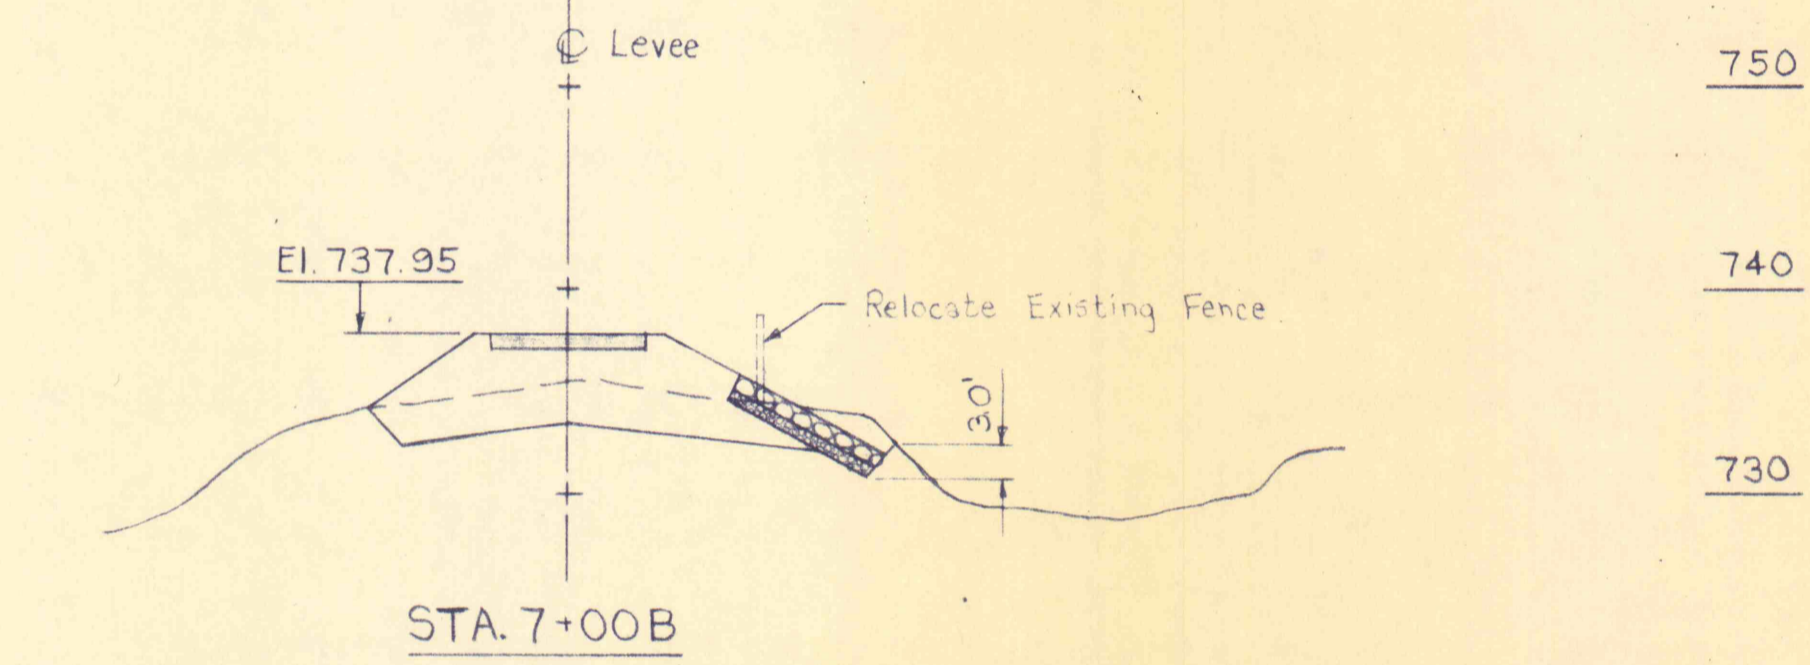 ℄ Levee
750
El. 737.95
740
Relocate Existing Fence
3.0'
730
STA. 7+00B